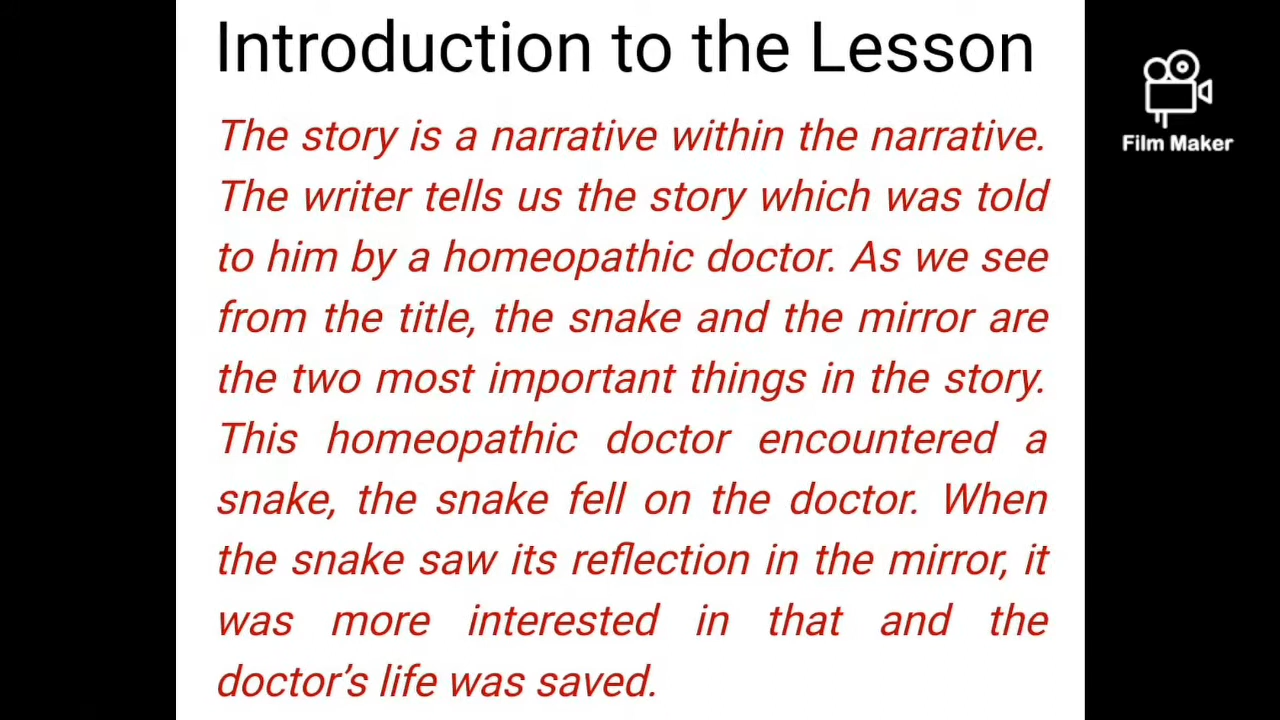 Introduction to the Lesson
The story is a narrative within the narrative.
The writer tells us the story which was told
to him by a homeopathic doctor. As we see
from the title, the snake and the mirror are
the two most important things in the story.
This homeopathic doctor encountered a
snake, the snake fell on the doctor. When
the snake saw its reflection in the mirror, it
was more interested in that and the
doctor's life was saved.
Film Maker